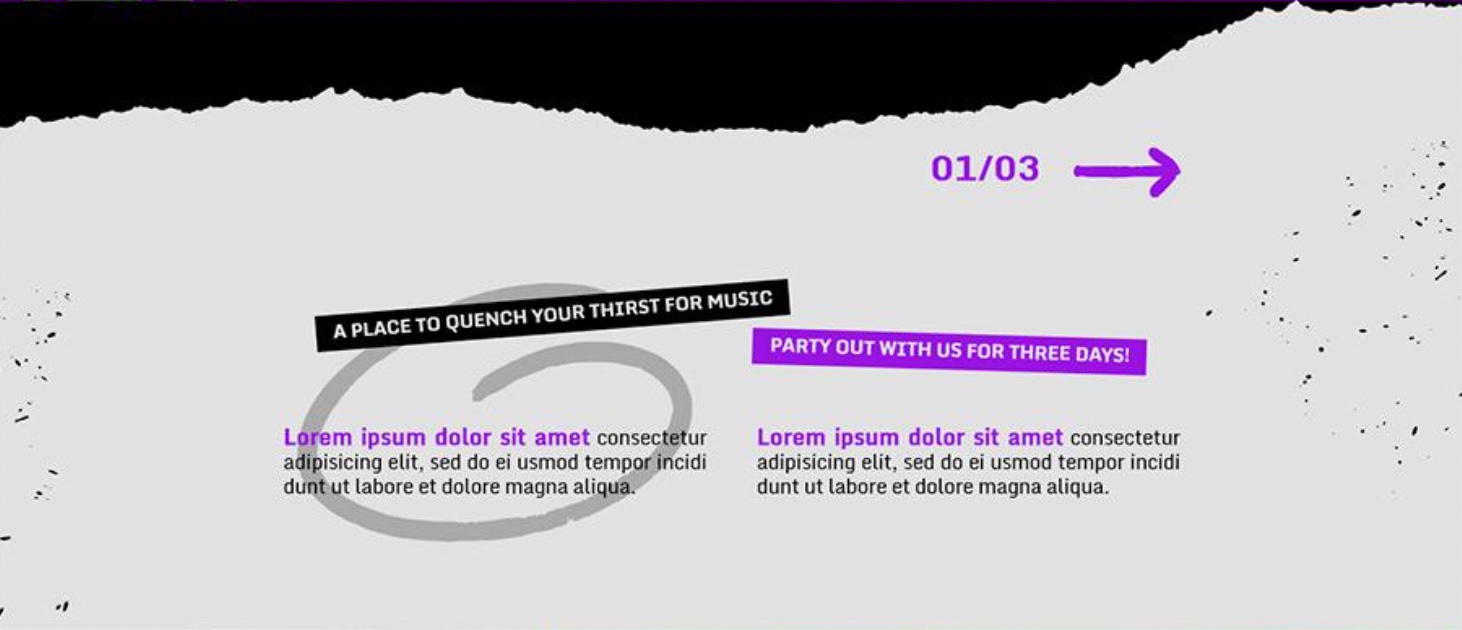 01/03
A PLACE TO QUENCH YOUR THIRST FOR MUSIC
PARTY OUT WITH US FOR THREE DAYS!
Lorem ipsum dolor sit amet consectetur
adipisicing elit, sed do ei usmod tempor incidi
dunt ut labore et dolore magna aliqua.
Lorem ipsum dolor sit amet consectetur
adipisicing elit, sed do ei usmod tempor incidi
dunt ut labore et dolore magna aliqua.